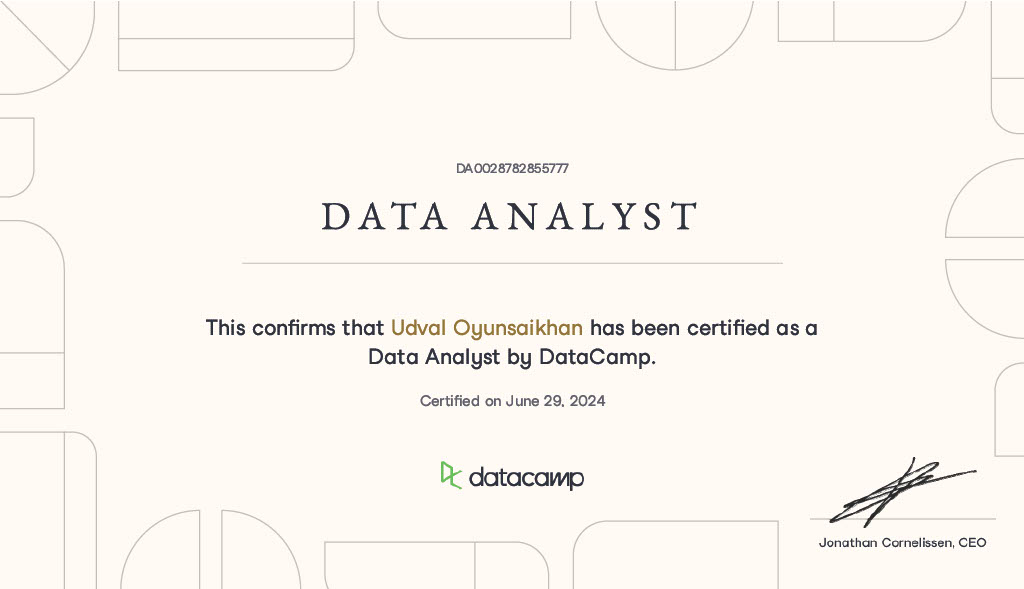 DA0028782855777
DATA ANALYST
This confirms that Udval Oyunsaikhan has been certified as a
Data Analyst by DataCamp.
Certified on June 29, 2024
datacamp
Jonathan Cornelissen, CEO